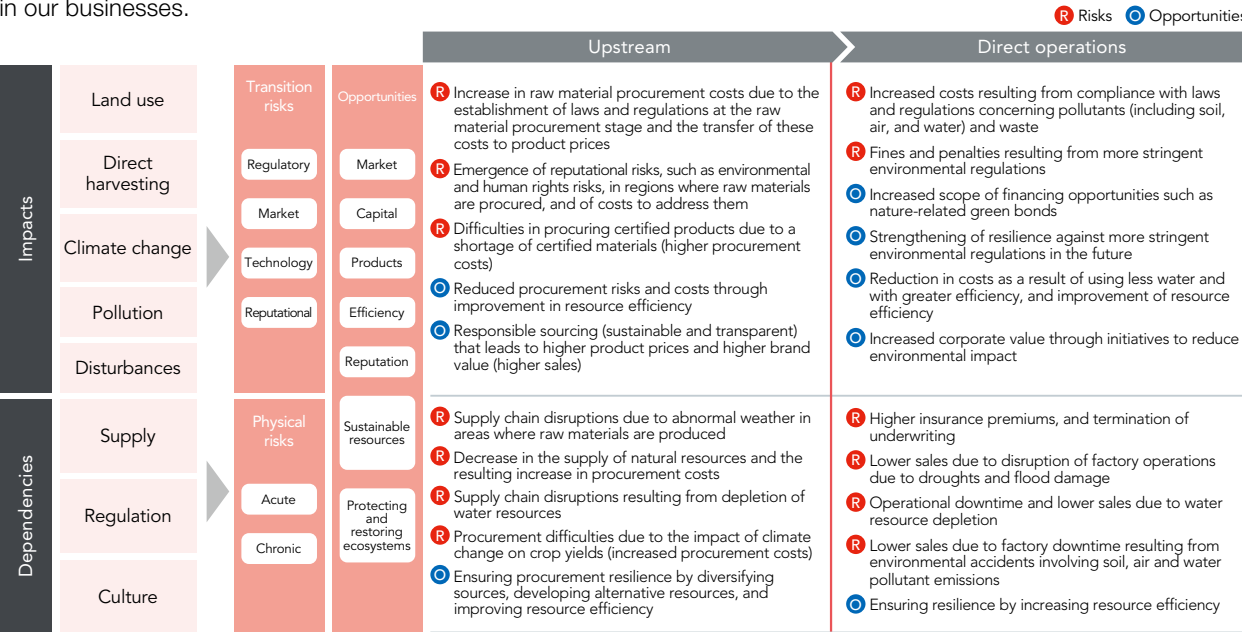 in our businesses.
R Risks O Opportunities
Upstream
Direct operations
Impacts
Land use
Direct
harvesting
Climate change
Pollution
Disturbances
Transition
risks
Regulatory
Market
Technology
Reputational
Opportunities
Market
Capital
Products
Efficiency
Reputation
Sustainable
resources
Protecting
and
restoring
ecosystems
R Increase in raw material procurement costs due to the
establishment of laws and regulations at the raw
material procurement stage and the transfer of these
costs to product prices
R Emergence of reputational risks, such as environmental
and human rights risks, in regions where raw materials
are procured, and of costs to address them
R Difficulties in procuring certified products due to a
shortage of certified materials (higher procurement
costs)
O Reduced procurement risks and costs through
improvement in resource efficiency
O Responsible sourcing (sustainable and transparent)
that leads to higher product prices and higher brand
value (higher sales)
R Increased costs resulting from compliance with laws
and regulations concerning pollutants (including soil,
air, and water) and waste
R Fines and penalties resulting from more stringent
environmental regulations
O Increased scope of financing opportunities such as
nature-related green bonds
O Strengthening of resilience against more stringent
environmental regulations in the future
O Reduction in costs as a result of using less water and
with greater efficiency, and improvement of resource
efficiency
O Increased corporate value through initiatives to reduce
environmental impact
Dependencies
Supply
Regulation
Culture
Physical
risks
Acute
Chronic
R Supply chain disruptions due to abnormal weather in
areas where raw materials are produced
R Decrease in the supply of natural resources and the
resulting increase in procurement costs
R Supply chain disruptions resulting from depletion of
water resources
R Procurement difficulties due to the impact of climate
change on crop yields (increased procurement costs)
O Ensuring procurement resilience by diversifying
sources, developing alternative resources, and
improving resource efficiency
R Higher insurance premiums, and termination of
underwriting
R Lower sales due to disruption of factory operations
due to droughts and flood damage
R Operational downtime and lower sales due to water
resource depletion
R Lower sales due to factory downtime resulting from
environmental accidents involving soil, air and water
pollutant emissions
O Ensuring resilience by increasing resource efficiency